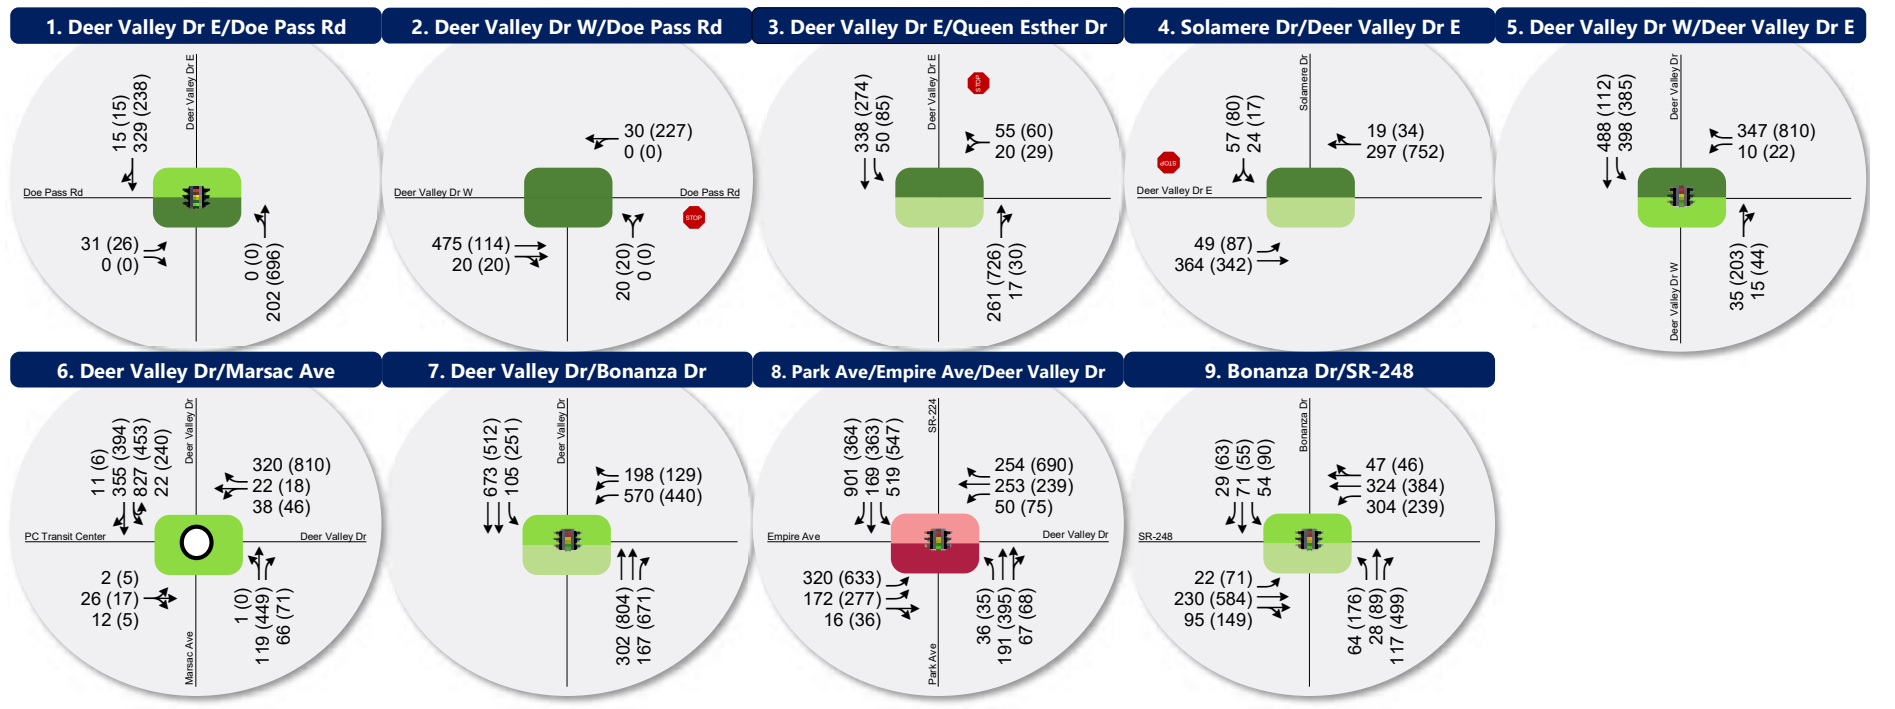 1. Deer Valley Dr E/Doe Pass Rd
Deer Valley Dr E
15 (15)
329 (238)
Doe Pass Rd
31 (26)
0 (0)
0 (0)
202 (696)
2. Deer Valley Dr W/Doe Pass Rd
30 (227)
0 (0)
Deer Valley Dr W
Doe Pass Rd
STOP
475 (114)
20 (20)
20 (20)
0 (0)
3. Deer Valley Dr E/Queen Esther Dr
Deer Valley Dr E
STOP
338 (274)
50 (85)
55 (60)
20 (29)
261 (726)
17 (30)
4. Solamere Dr/Deer Valley Dr E
Solamere Dr
57 (80)
24 (17)
19 (34)
297 (752)
STOP
Deer Valley Dr E
49 (87)
364 (342)
5. Deer Valley Dr W/Deer Valley Dr E
Deer Valley Dr
488 (112)
398 (385)
347 (810)
10 (22)
Deer Valley Dr W
35 (203)
15 (44)
6. Deer Valley Dr/Marsac Ave
Deer Valley Dr
11 (6)
355 (394)
827 (453)
22 (240)
320 (810)
22 (18)
38 (46)
PC Transit Center
Deer Valley Dr
2 (5)
26 (17)
12 (5)
Marsac Ave
1 (0)
119 (449)
66 (71)
7. Deer Valley Dr/Bonanza Dr
Deer Valley Dr
673 (512)
105 (251)
198 (129)
570 (440)
302 (804)
167 (671)
8. Park Ave/Empire Ave/Deer Valley Dr
SR-224
901 (364)
169 (363)
519 (547)
254 (690)
253 (239)
50 (75)
Empire Ave
Deer Valley Dr
320 (633)
172 (277)
16 (36)
Park Ave
36 (35)
191 (395)
67 (68)
9. Bonanza Dr/SR-248
Bonanza Dr
29 (63)
71 (55)
54 (90)
47 (46)
324 (384)
304 (239)
SR-248
22 (71)
230 (584)
95 (149)
64 (176)
28 (89)
117 (499)